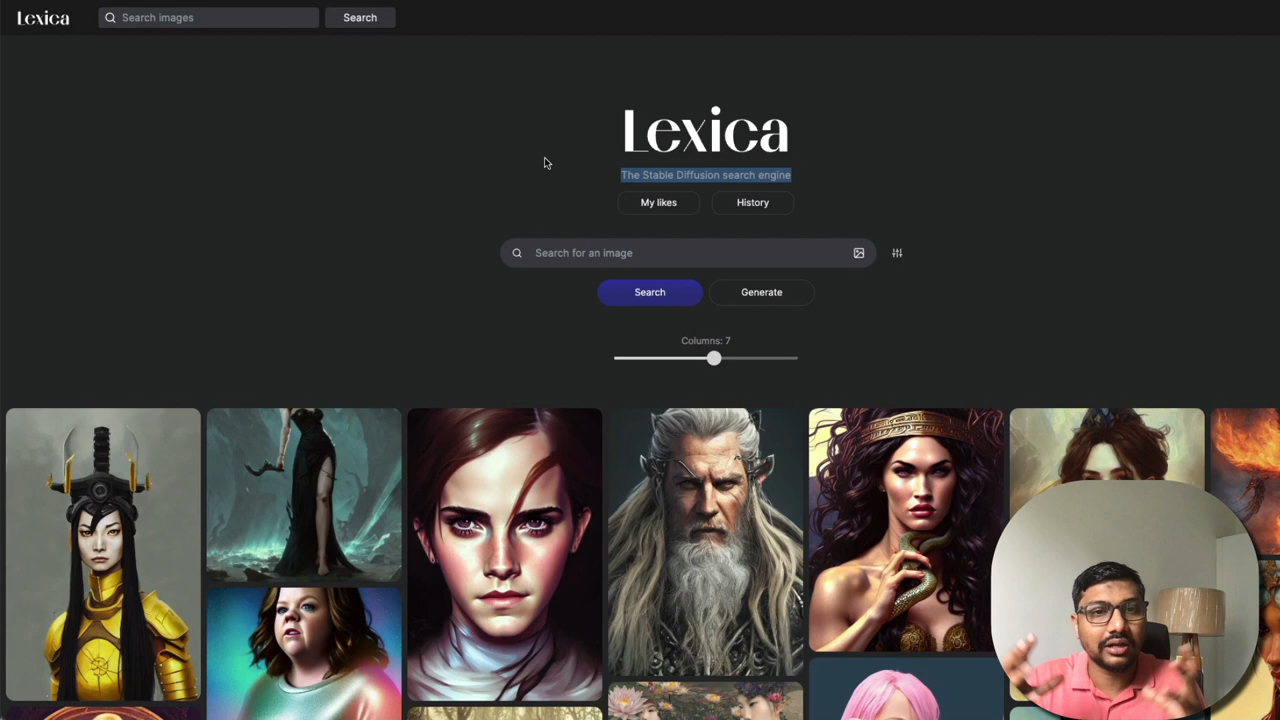 Lexica
Search images
Search
Lexica
The Stable Diffusion search engine
My likes
History
Search for an image
Search
Generate
Columns: 7